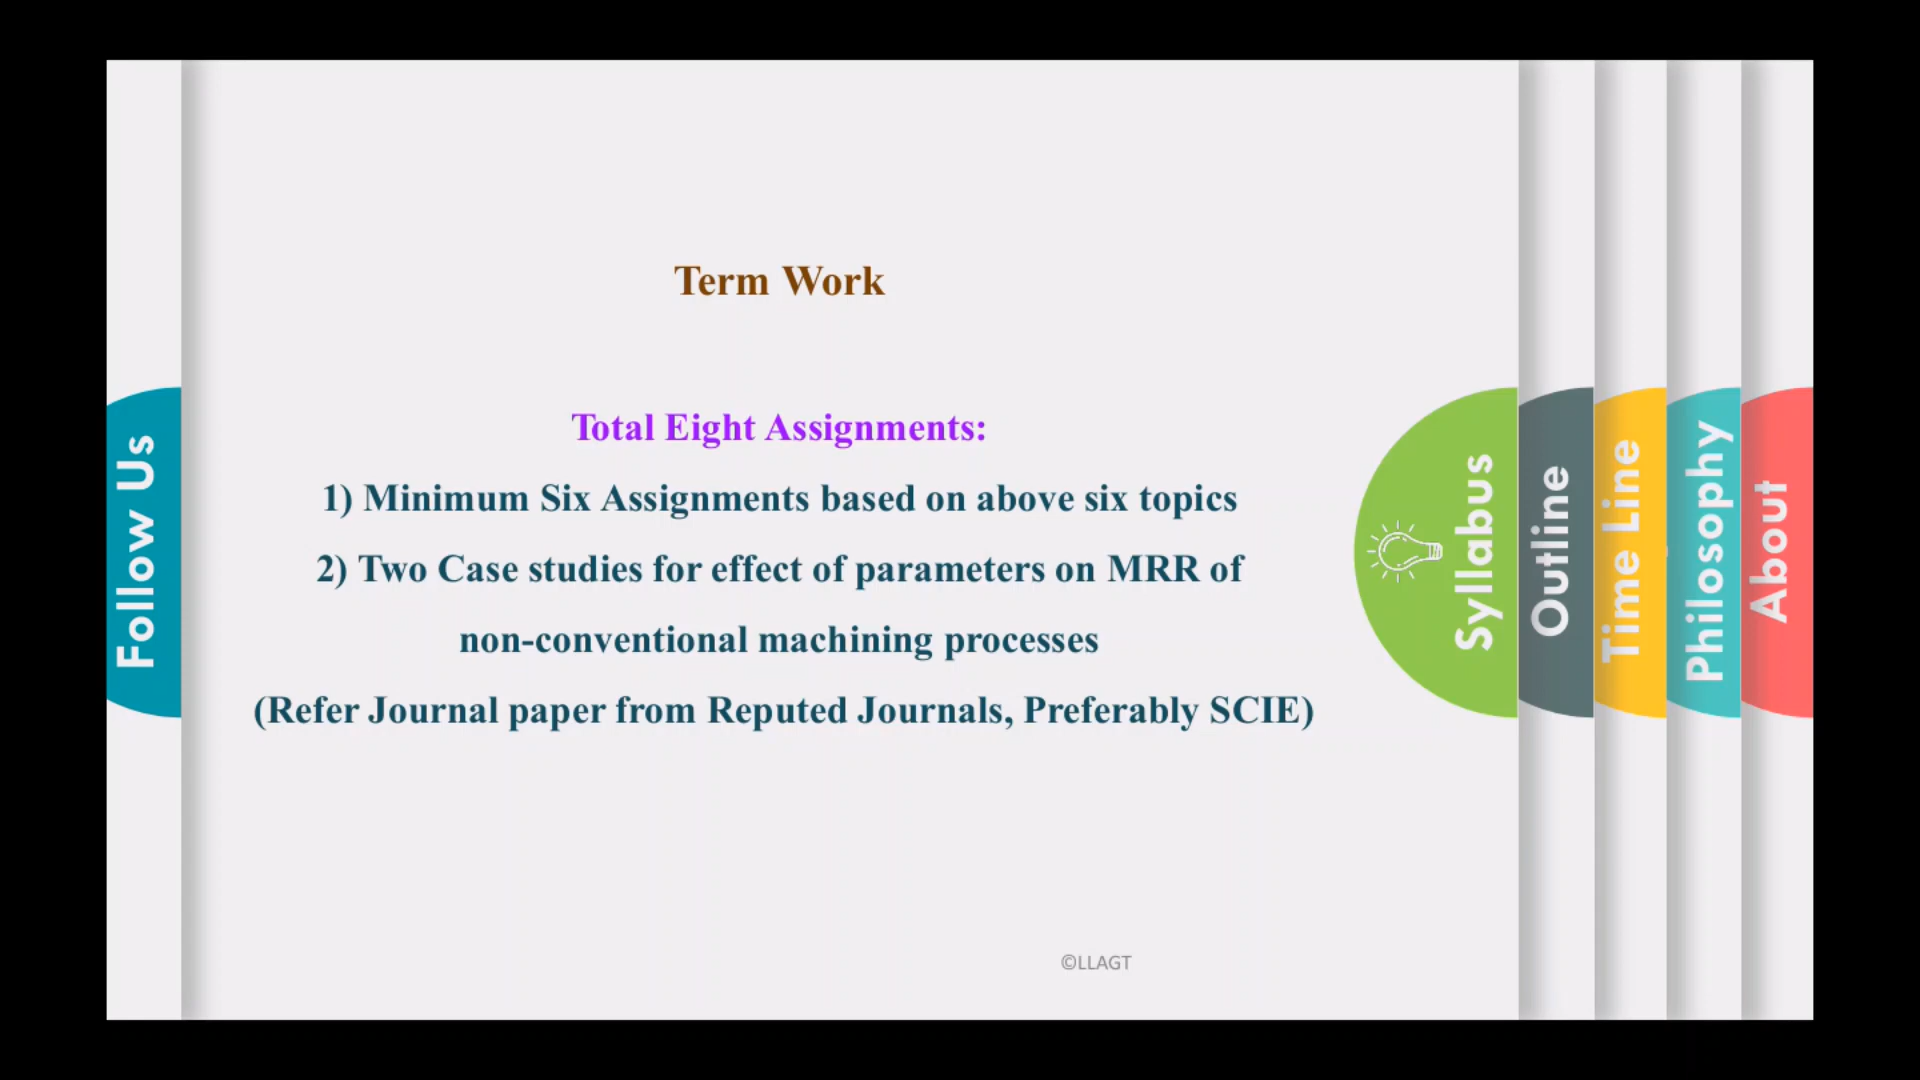 Term Work
Total Eight Assignments:
1) Minimum Six Assignments based on above six topics
2) Two Case studies for effect of parameters on MRR of
non-conventional machining processes
(Refer Journal paper from Reputed Journals, Preferably SCIE)
©LLAGT
Follow Us
Syllabus
Outline
Time Line
Philosophy
About